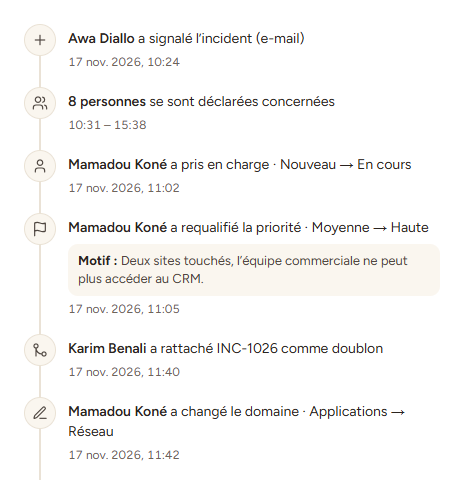 Awa Diallo a signalé l’incident (e-mail)
17 nov. 2026, 10:24
8 personnes se sont déclarées concernées
10:31 – 15:38
Mamadou Koné a pris en charge · Nouveau → En cours
17 nov. 2026, 11:02
Mamadou Koné a requalifié la priorité · Moyenne → Haute
Motif : Deux sites touchés, l’équipe commerciale ne peut
plus accéder au CRM.
17 nov. 2026, 11:05
Karim Benali a rattaché INC-1026 comme doublon
17 nov. 2026, 11:40
Mamadou Koné a changé le domaine · Applications →
Réseau
17 nov. 2026, 11:42